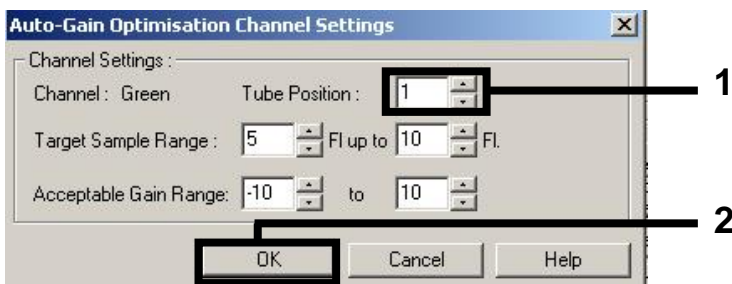 Auto-Gain Optimisation Channel Settings
Channel Settings :
Channel : Green Tube Position : 1
1
Target Sample Range : 5 Fl up to 10 Fl.
Acceptable Gain Range: -10 to 10
2
OK Cancel Help